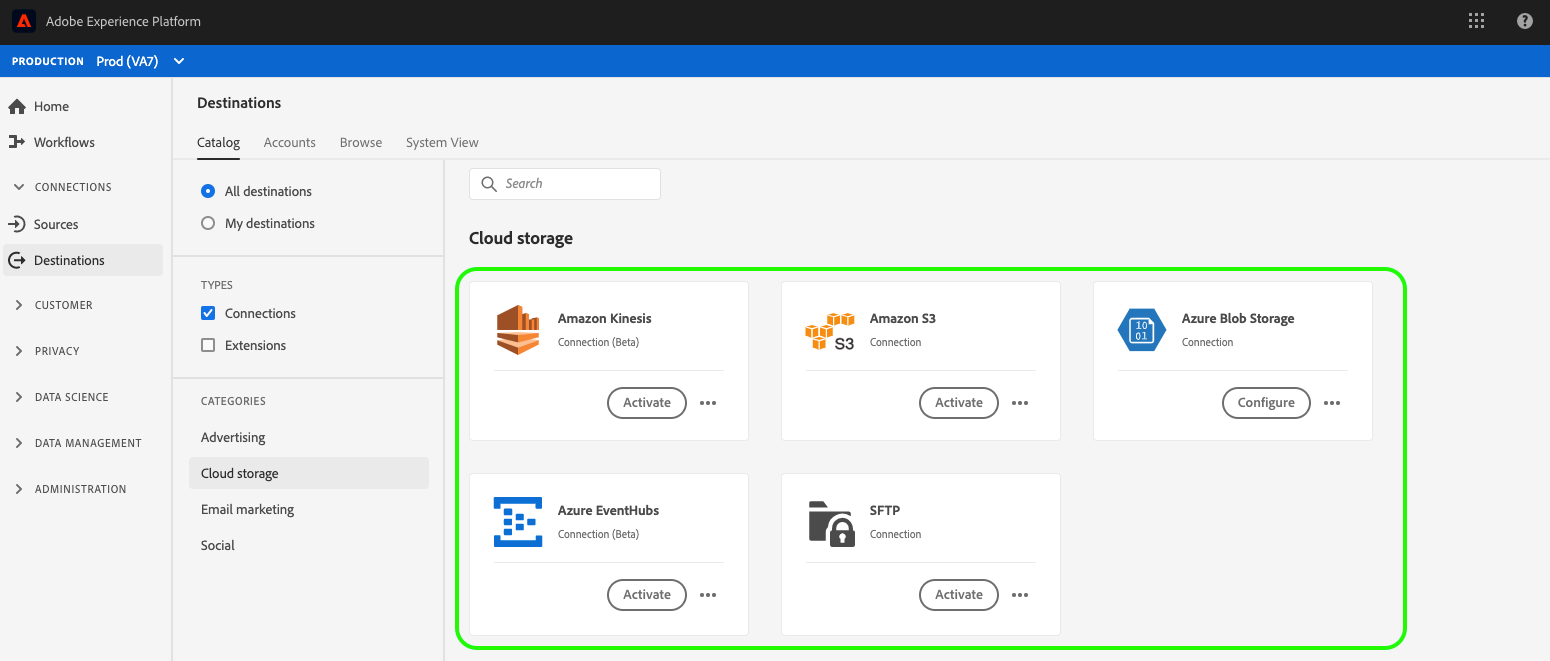 Adobe Experience Platform
PRODUCTION Prod (VA7)
Home
Workflows
CONNECTIONS
Sources
Destinations
CUSTOMER
PRIVACY
DATA SCIENCE
DATA MANAGEMENT
ADMINISTRATION
Destinations
Catalog Accounts Browse System View
All destinations
My destinations
TYPES
Connections
Extensions
CATEGORIES
Advertising
Cloud storage
Email marketing
Social
Search
Cloud storage
Amazon Kinesis
Connection (Beta)
Activate
S3
Amazon S3
Connection
Activate
10
01
Azure Blob Storage
Connection
Configure
Azure EventHubs
Connection (Beta)
Activate
SFTP
Connection
Activate